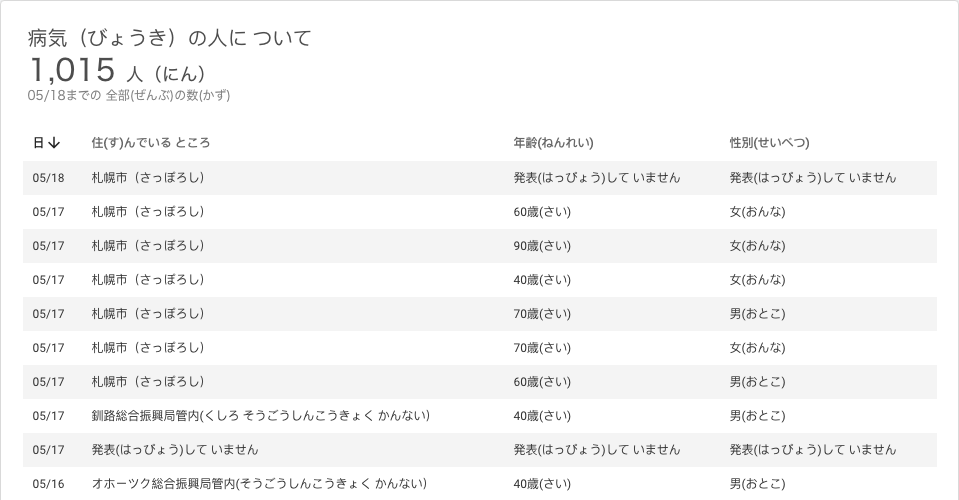 病気（びょうき）の人に ついて
1,015 人（にん）
05/18までの 全部(ぜんぶ)の数(かず)
日↓ 住(す)んでいる ところ 年齢(ねんれい) 性別(せいべつ)
05/18 札幌市（さっぽろし） 発表(はっぴょう)して いません 発表(はっぴょう)して いません
05/17 札幌市（さっぽろし） 60歳(さい) 女(おんな)
05/17 札幌市（さっぽろし） 90歳(さい) 女(おんな)
05/17 札幌市（さっぽろし） 40歳(さい) 女(おんな)
05/17 札幌市（さっぽろし） 70歳(さい) 男(おとこ)
05/17 札幌市（さっぽろし） 70歳(さい) 女(おんな)
05/17 札幌市（さっぽろし） 60歳(さい) 男(おとこ)
05/17 釧路総合振興局管内(くしろ そうごうしんこうきょく かんない） 40歳(さい) 男(おとこ)
05/17 発表(はっぴょう)して いません 発表(はっぴょう)して いません 発表(はっぴょう)して いません
05/16 オホーツク総合振興局管内(そうごうしんこうきょく かんない） 40歳(さい) 男(おとこ)